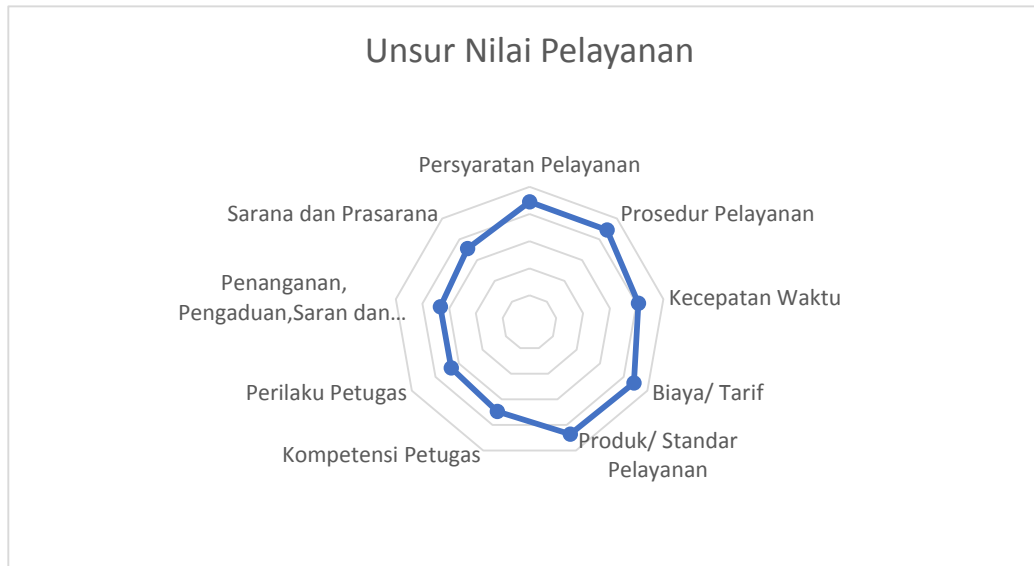 Unsur Nilai Pelayanan
Persyaratan Pelayanan
Prosedur Pelayanan
Kecepatan Waktu
Biaya/ Tarif
Produk/ Standar
Pelayanan
Kompetensi Petugas
Perilaku Petugas
Penanganan,
Pengaduan,Saran dan…
Sarana dan Prasarana